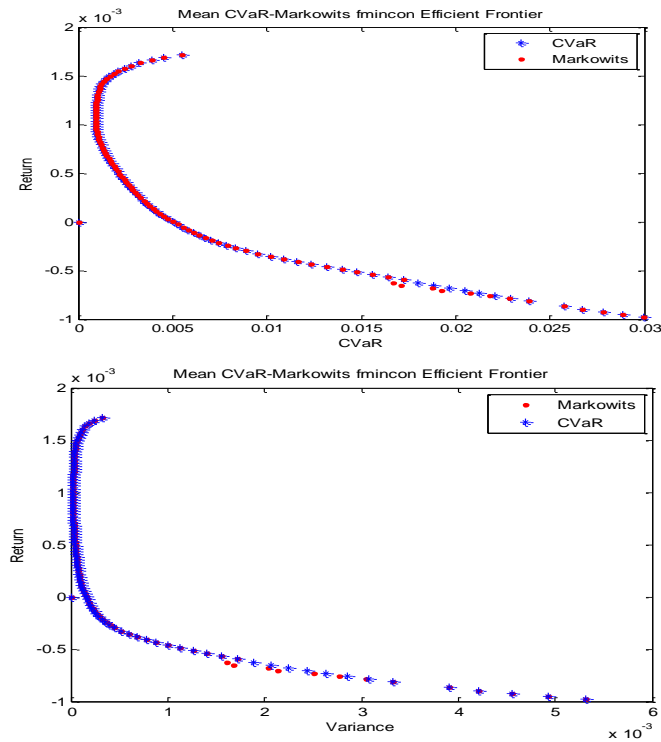 Mean CVaR-Markowits fmincon Efficient Frontier
x 10^-3
2
1.5
1
0.5
0
-0.5
-1
Return
CVaR
Markowits
0 0.005 0.01 0.015 0.02 0.025 0.03
CVaR
Mean CVaR-Markowits fmincon Efficient Frontier
x 10^-3
2
1.5
1
0.5
0
-0.5
-1
Return
Markowits
CVaR
0 1 2 3 4 5 6
Variance
x 10^-3